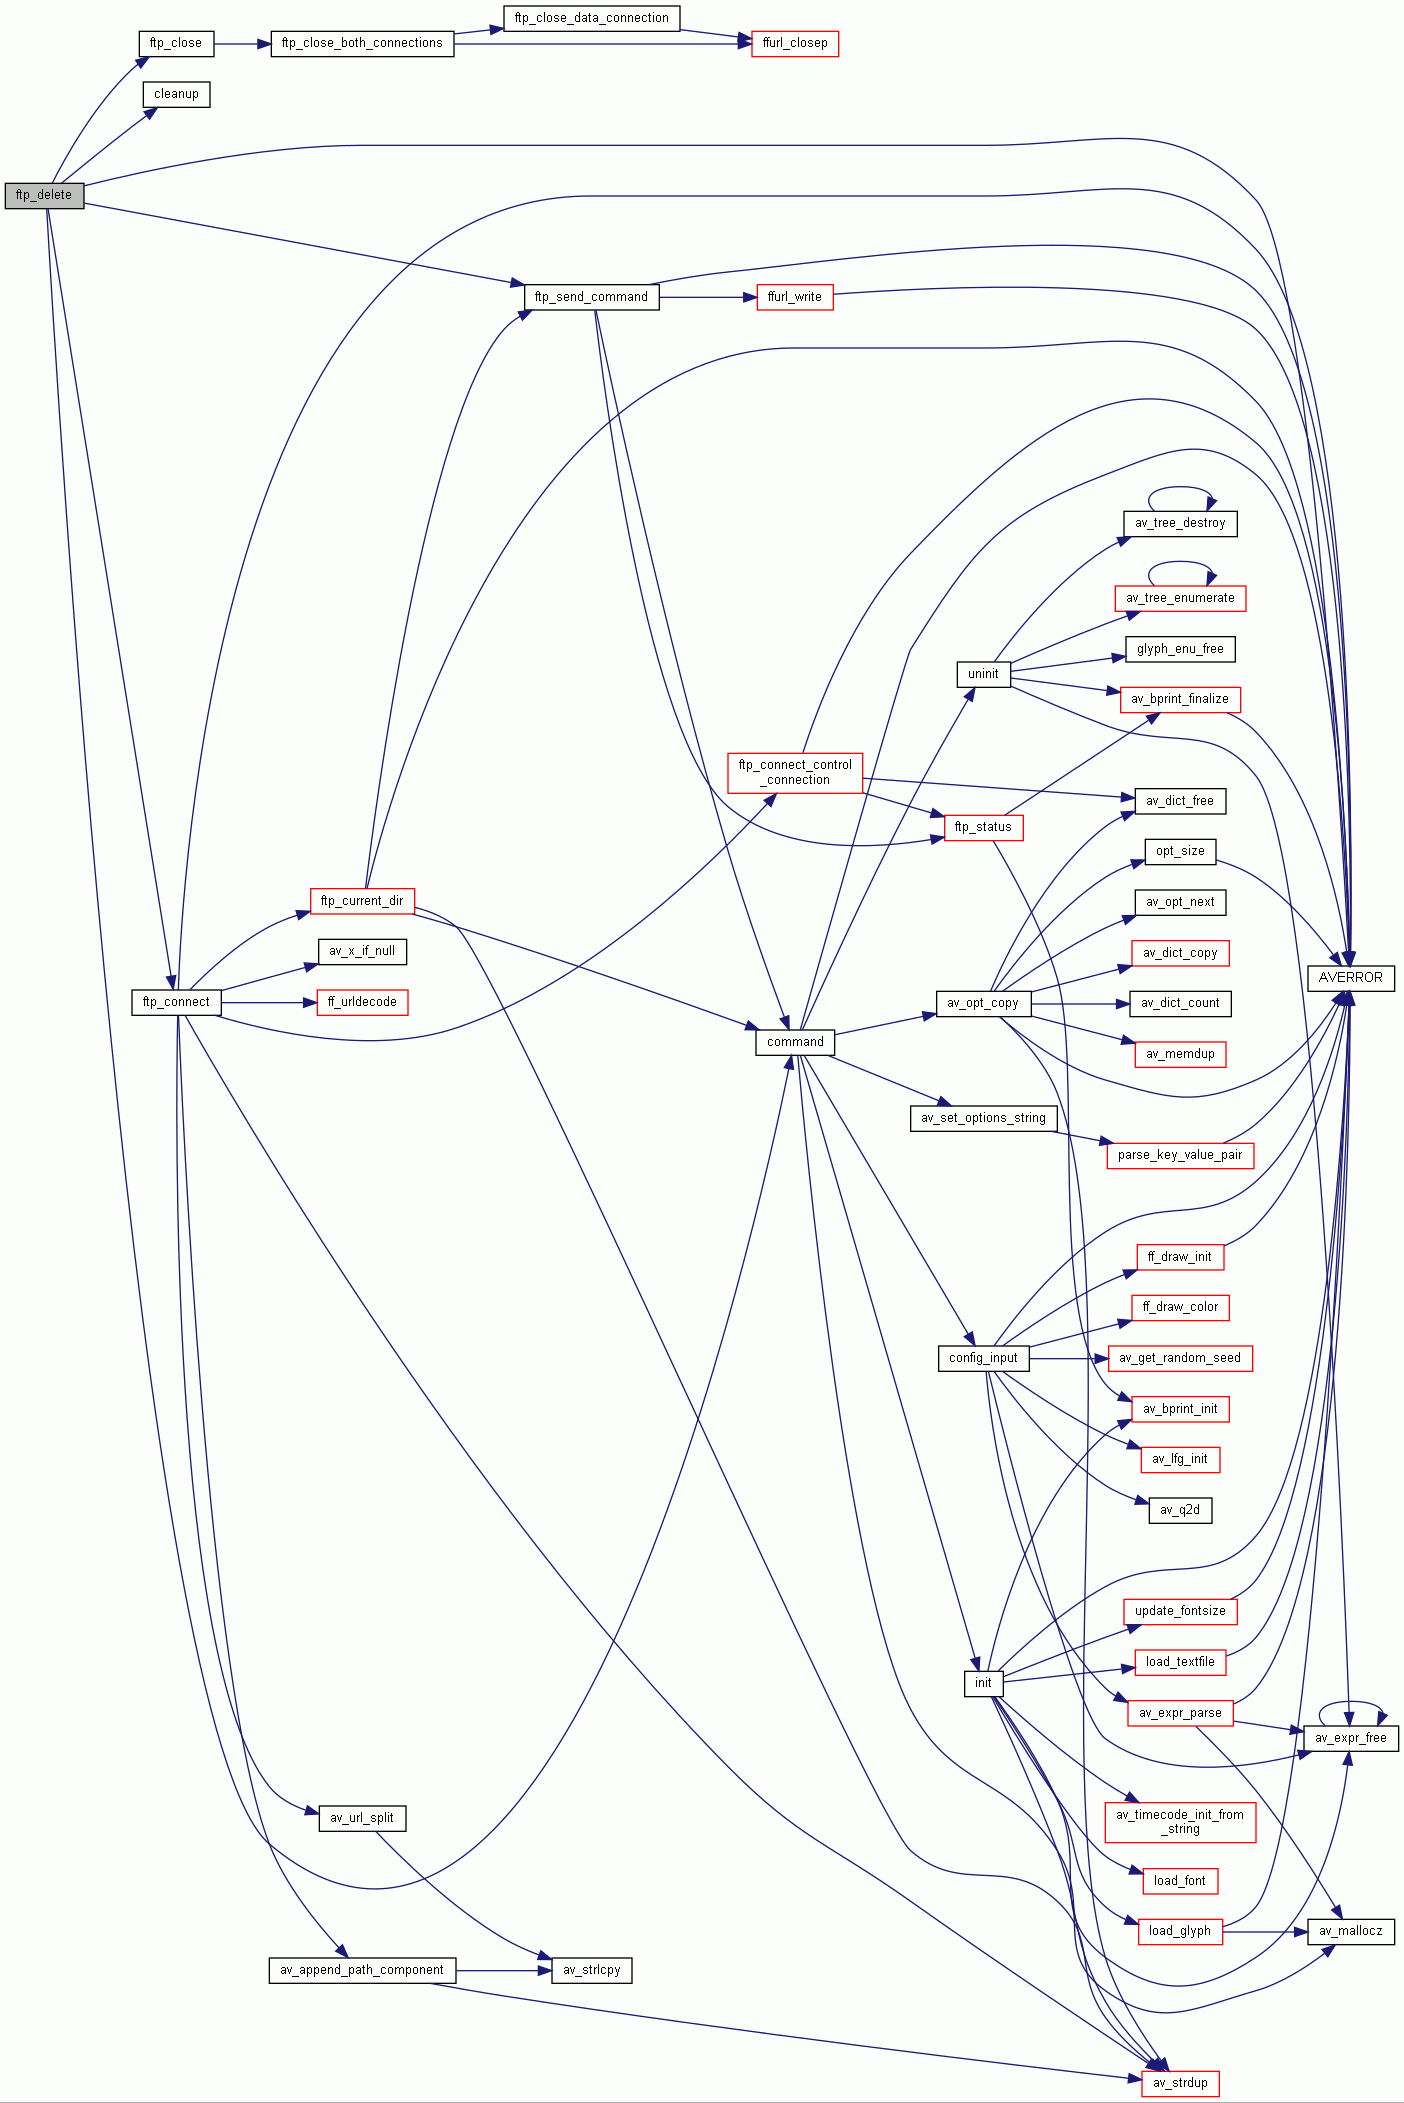 ftp_close_data_connection
ftp_close
ftp_close_both_connections
ffurl_closep
cleanup
ftp_delete
ftp_send_command
ffurl_write
av_tree_destroy
av_tree_enumerate
glyph_enu_free
uninit
av_bprint_finalize
ftp_connect_control
_connection
av_dict_free
ftp_status
opt_size
ftp_current_dir
av_opt_next
av_x_if_null
av_dict_copy
AVERROR
ftp_connect
ff_urldecode
av_opt_copy
av_dict_count
command
av_memdup
av_set_options_string
parse_key_value_pair
ff_draw_init
ff_draw_color
config_input
av_get_random_seed
av_bprint_init
av_lfg_init
av_q2d
update_fontsize
load_textfile
init
av_expr_parse
av_expr_free
av_url_split
av_timecode_init_from
_string
load_font
load_glyph
av_mallocz
av_append_path_component
av_strlcpy
av_strdup